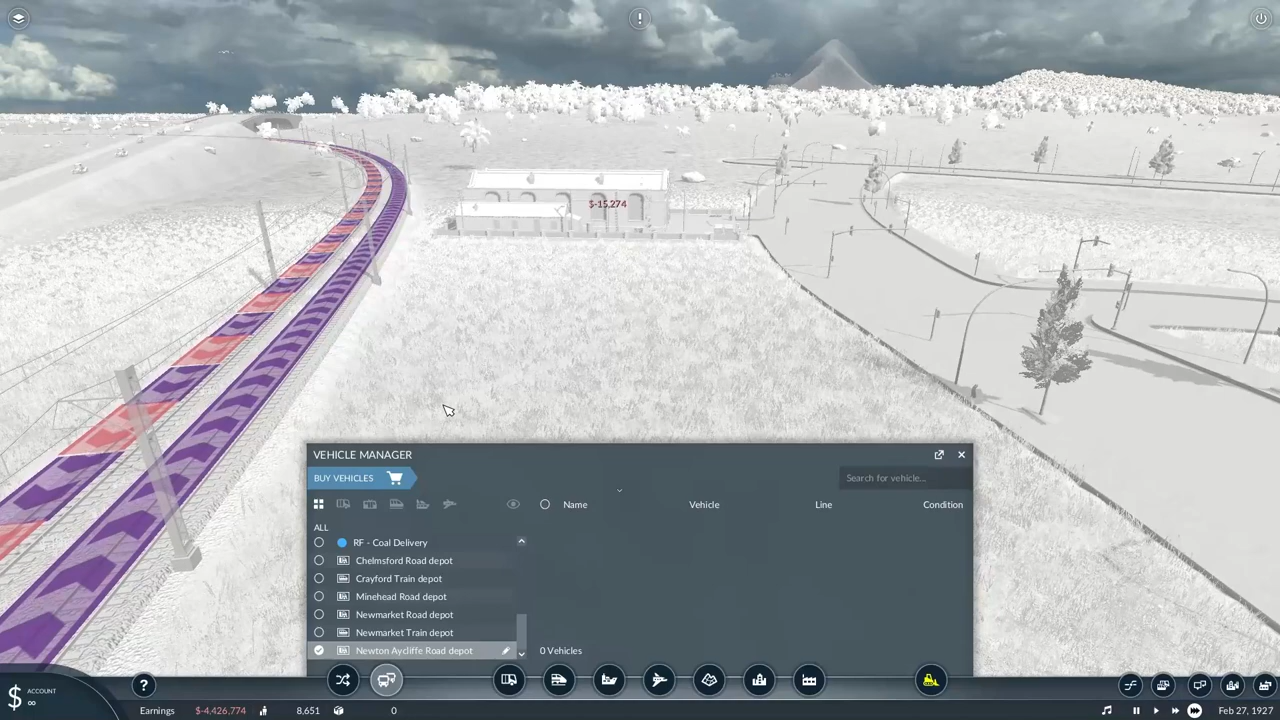 $-15,274
VEHICLE MANAGER
BUY VEHICLES
Search for vehicle...
Name Vehicle Line Condition
ALL
RF - Coal Delivery
Chelmsford Road depot
Crayford Train depot
Minehead Road depot
Newmarket Road depot
Newmarket Train depot
Newton Aycliffe Road depot
0 Vehicles
$ ACCOUNT
∞
?
Earnings $-4,426,774 8,651 0 Feb 27, 1927